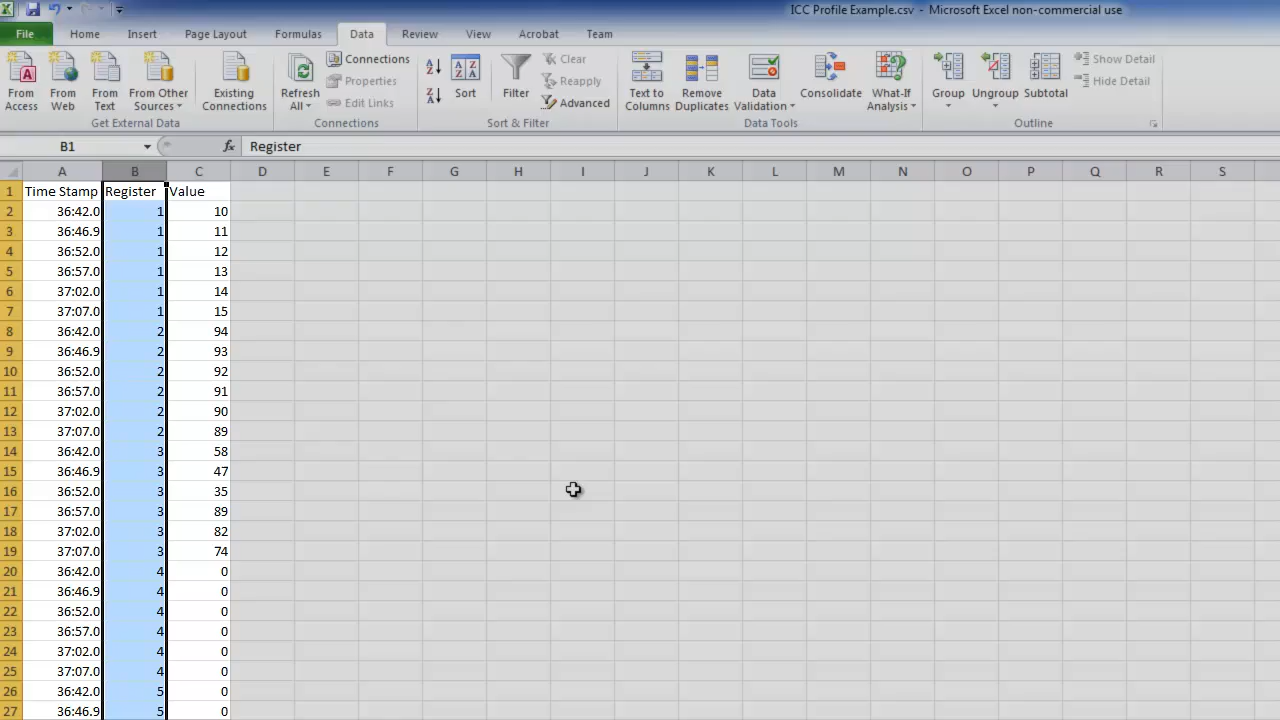 ICC Profile Example.csv - Microsoft Excel non-commercial use
File Home Insert Page Layout Formulas Data Review View Acrobat Team
From Access
From Web
From Text
From Other Sources
Existing Connections
Get External Data
Refresh All
Connections
Properties
Edit Links
Connections
Sort
Filter
Clear
Reapply
Advanced
Sort & Filter
Text to Columns
Remove Duplicates
Data Validation
Consolidate
What-If Analysis
Data Tools
Group
Ungroup
Subtotal
Show Detail
Hide Detail
Outline
B1 fx Register
A B C D E F G H I J K L M N O P Q R S
1 Time Stamp Register Value
2 36:42.0 1 10
3 36:46.9 1 11
4 36:52.0 1 12
5 36:57.0 1 13
6 37:02.0 1 14
7 37:07.0 1 15
8 36:42.0 2 94
9 36:46.9 2 93
10 36:52.0 2 92
11 36:57.0 2 91
12 37:02.0 2 90
13 37:07.0 2 89
14 36:42.0 3 58
15 36:46.9 3 47
16 36:52.0 3 35
17 36:57.0 3 89
18 37:02.0 3 82
19 37:07.0 3 74
20 36:42.0 4 0
21 36:46.9 4 0
22 36:52.0 4 0
23 36:57.0 4 0
24 37:02.0 4 0
25 37:07.0 4 0
26 36:42.0 5 0
27 36:46.9 5 0